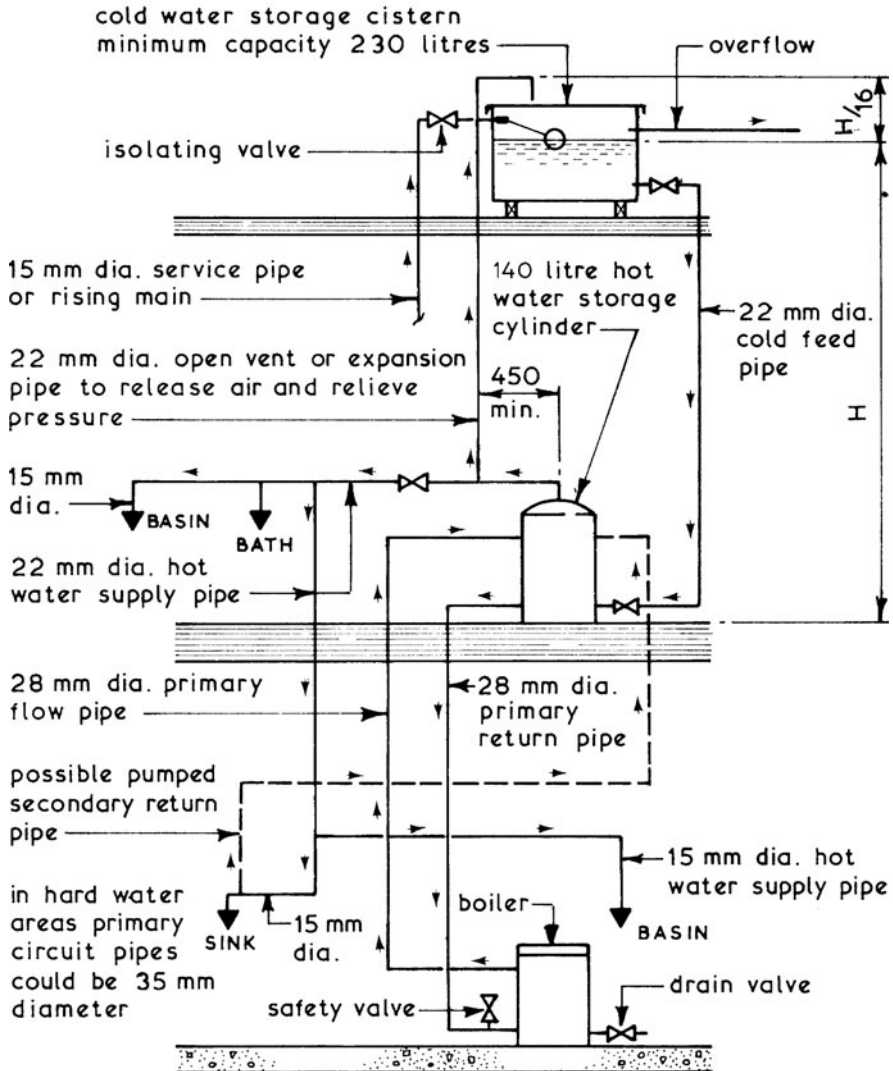 cold water storage cistern
minimum capacity 230 litres
overflow
H/16
isolating valve
15 mm dia. service pipe
or rising main
140 litre hot
water storage
cylinder
22 mm dia.
cold feed
pipe
22 mm dia. open vent or expansion
pipe to release air and relieve
pressure
450
min.
H
15 mm
dia.
BASIN
BATH
22 mm dia. hot
water supply pipe
28 mm dia. primary
flow pipe
28 mm dia.
primary
return pipe
possible pumped
secondary return
pipe
15 mm dia. hot
water supply pipe
in hard water
areas primary
circuit pipes
could be 35 mm
diameter
SINK
15 mm
dia.
boiler
BASIN
safety valve
drain valve